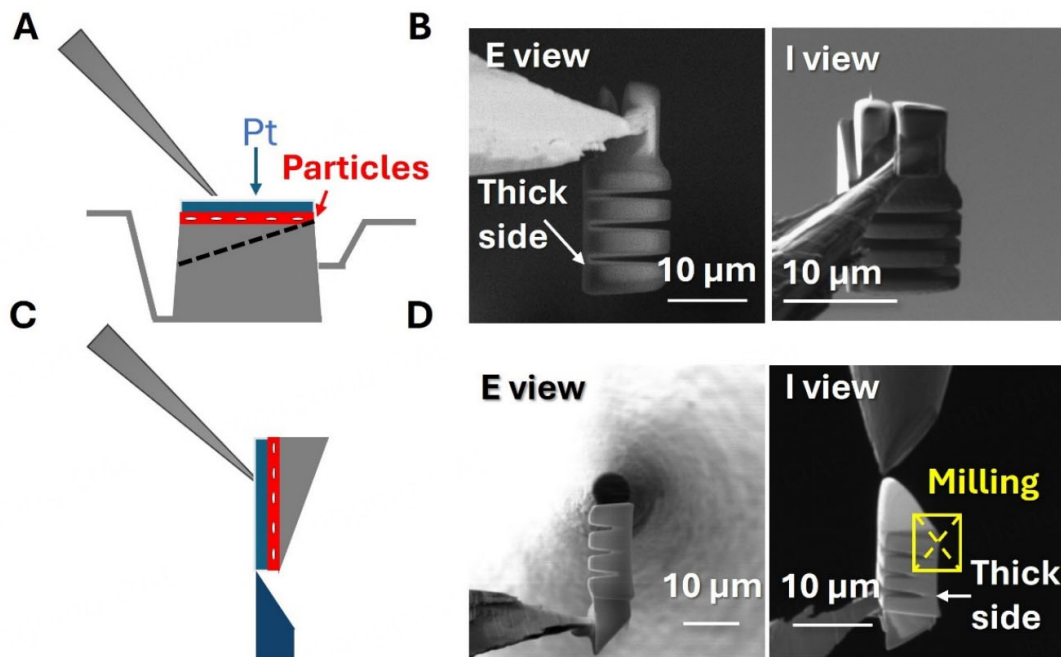 A
Pt
Particles
B
E view
Thick
side
10 µm
I view
10 µm
C
D
E view
10 µm
I view
Milling
Thick
side
10 µm